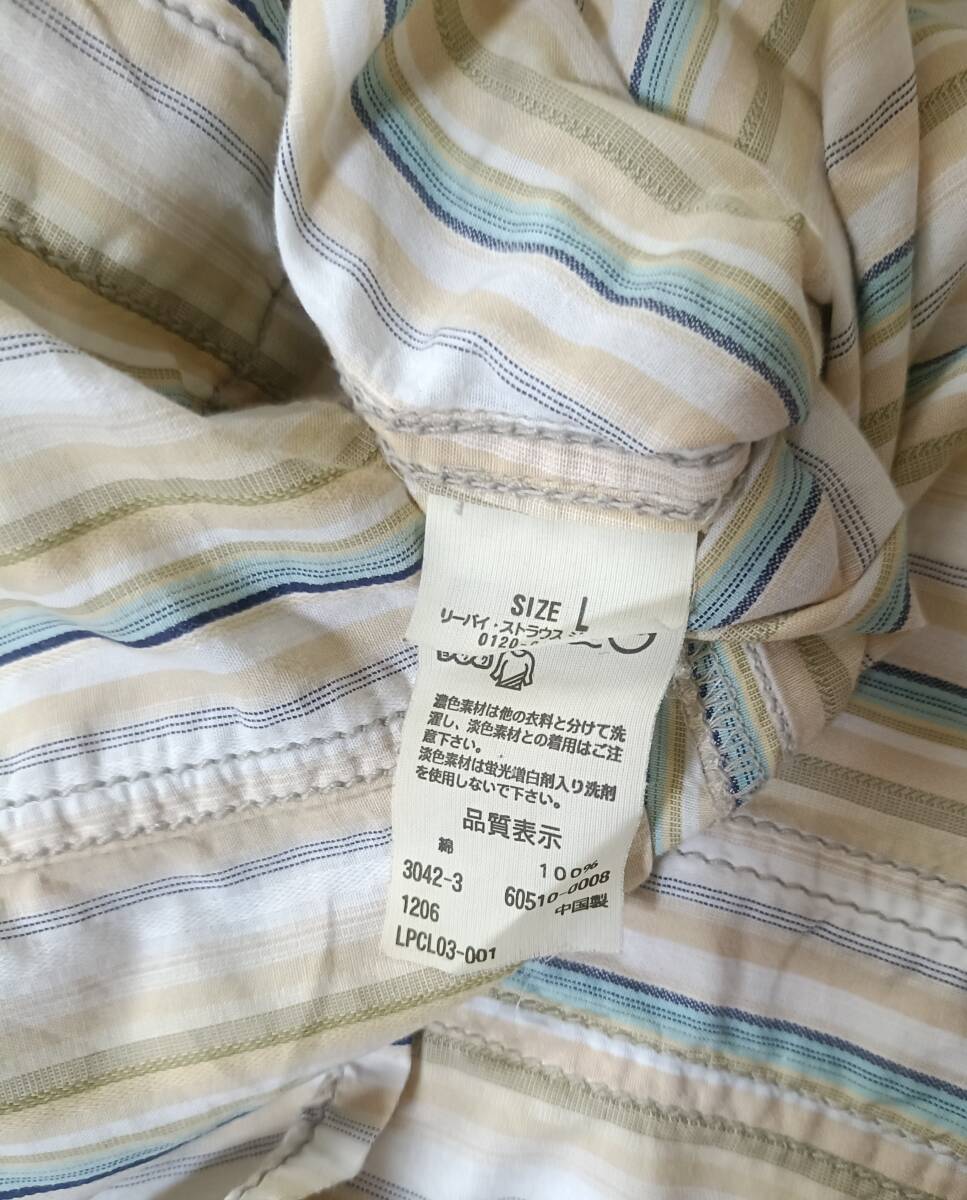 SIZE L
リーバイ・ストラウス
0120
濃色素材は他の衣料と分けて洗
濯し、淡色素材との着用はご注
意下さい。
淡色素材は蛍光増白剤入り洗剤
を使用しないで下さい。
品質表示
綿 100%
3042-3 60510-0008
1206 中国製
LPCL03-001